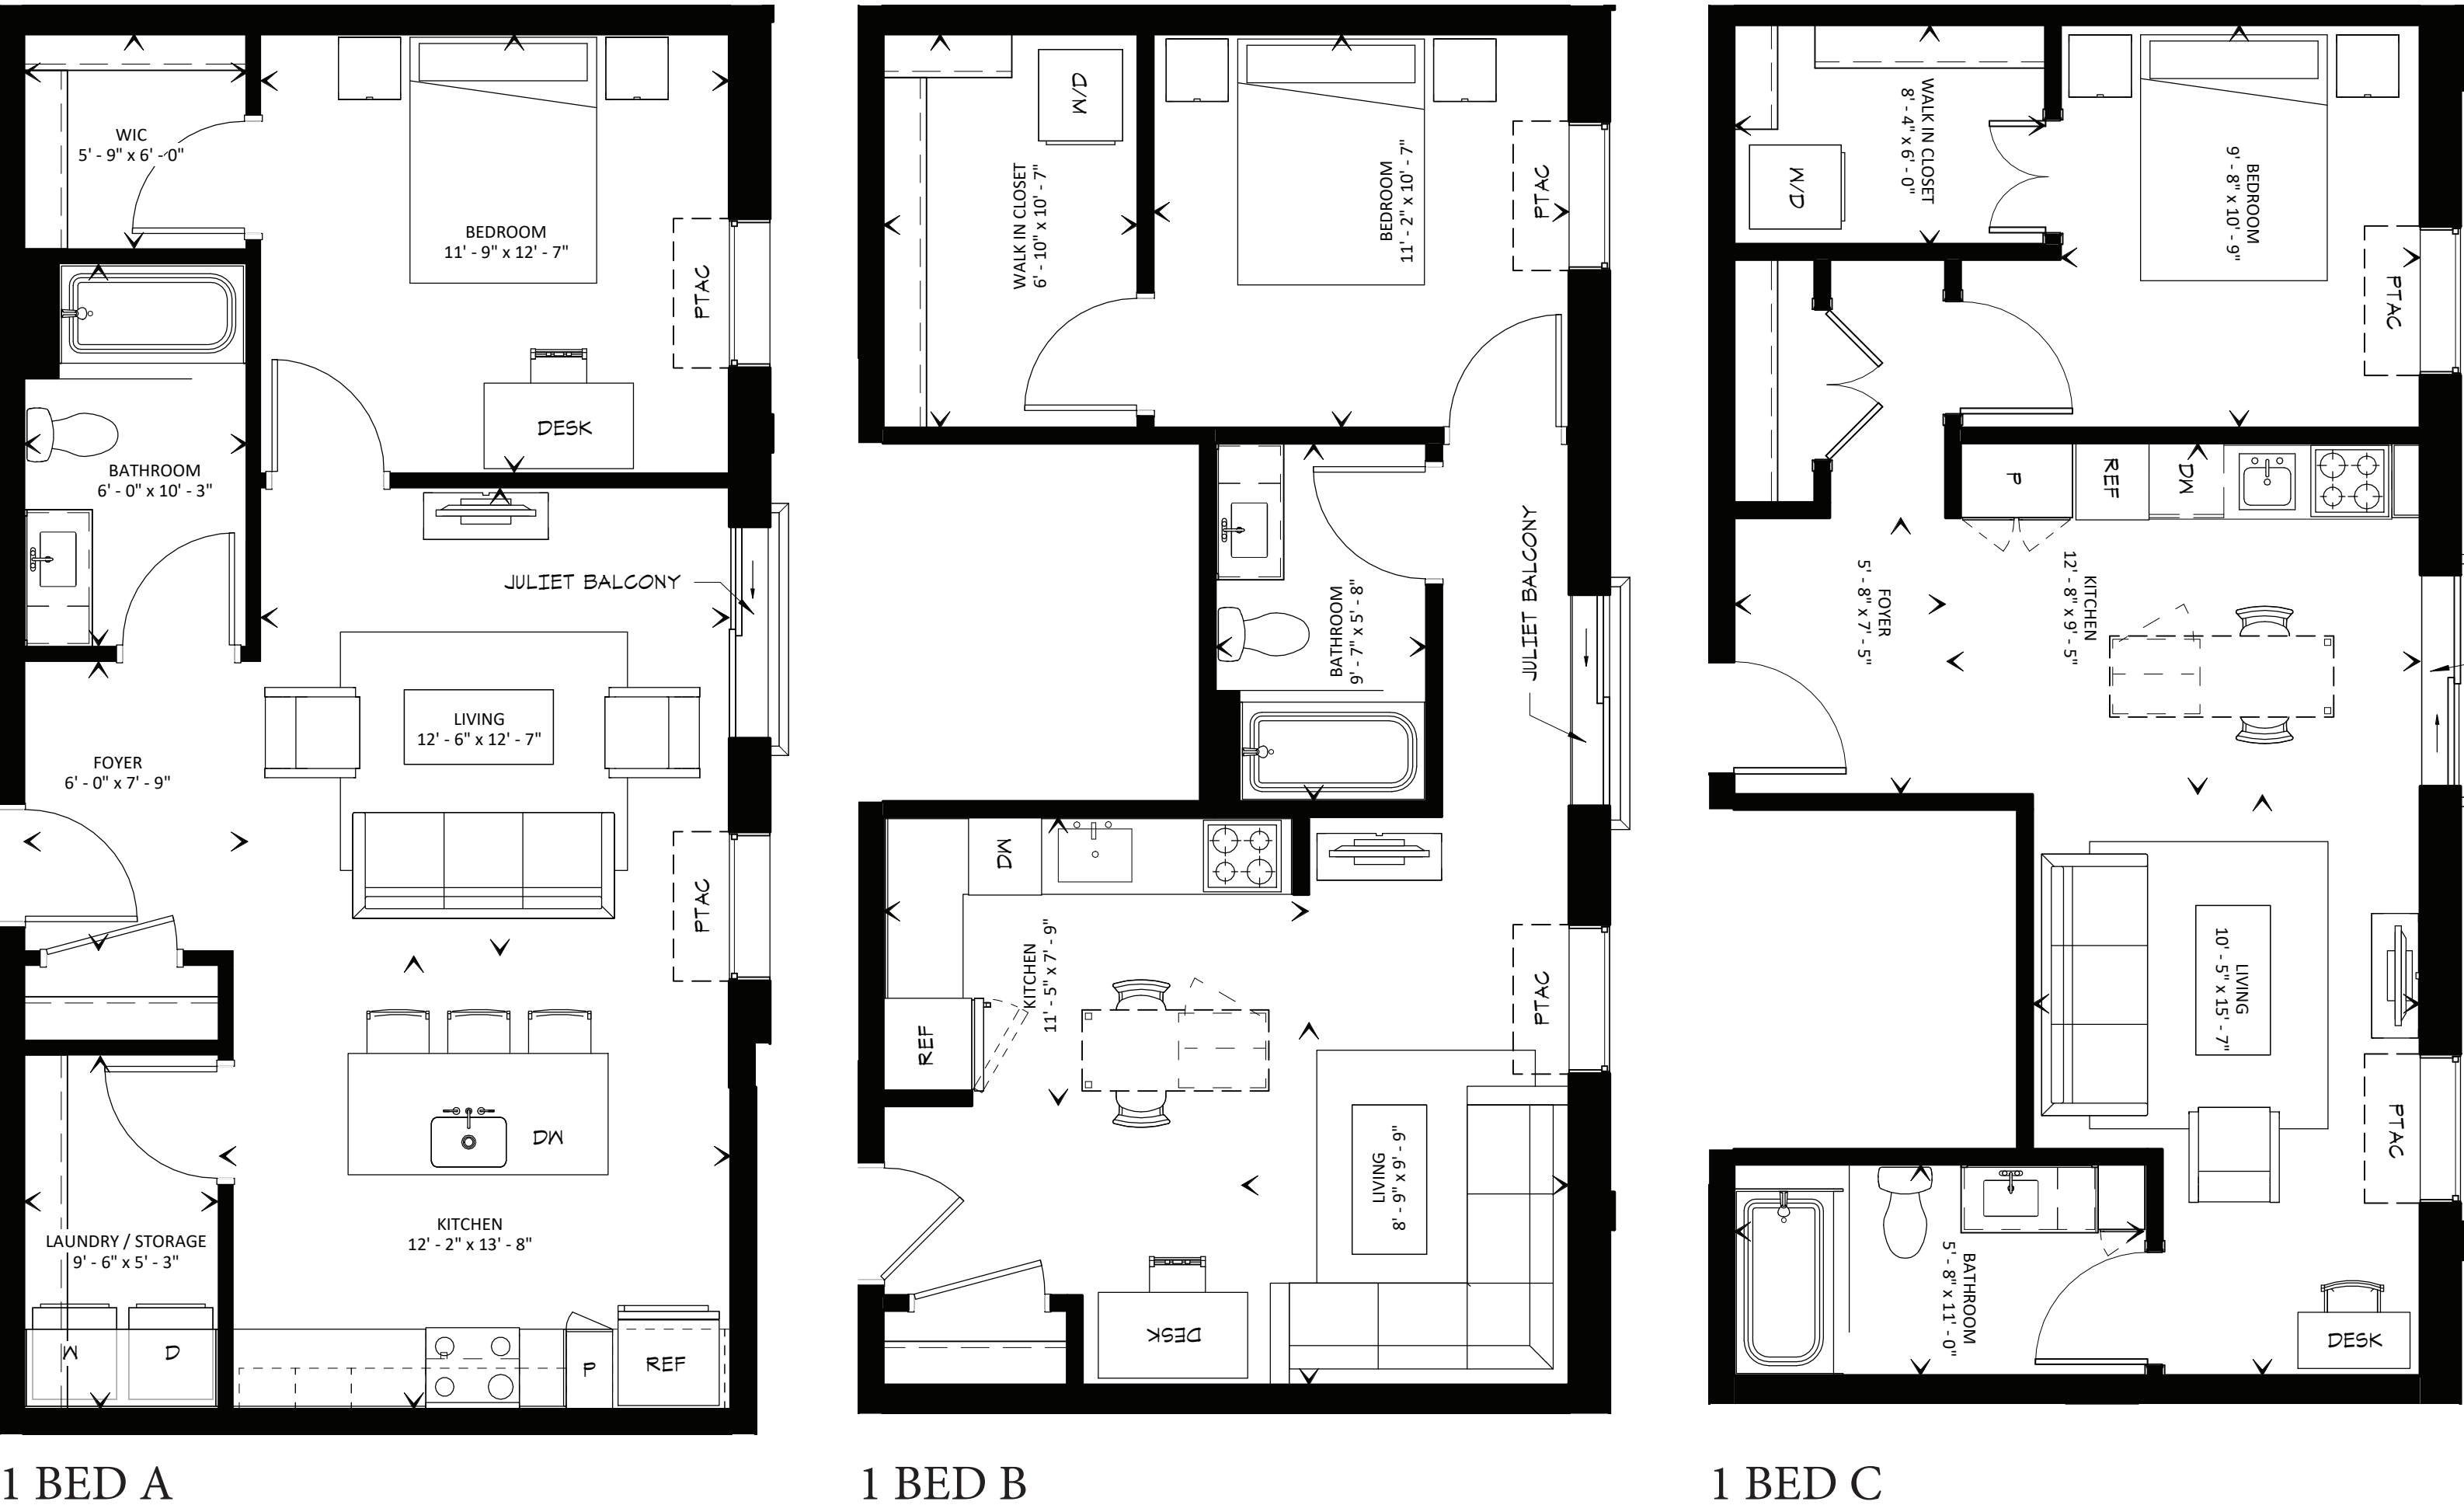 WIC
5' - 9" x 6' - 0"
BEDROOM
11' - 9" x 12' - 7"
PTAC
DESK
BATHROOM
6' - 0" x 10' - 3"
JULIET BALCONY
LIVING
12' - 6" x 12' - 7"
FOYER
6' - 0" x 7' - 9"
PTAC
DW
LAUNDRY / STORAGE
9' - 6" x 5' - 3"
KITCHEN
12' - 2" x 13' - 8"
W
D
P
REF
1 BED A
W/D
WALK IN CLOSET
6' - 10" x 10' - 7"
BEDROOM
11' - 2" x 10' - 7"
PTAC
BATHROOM
9' - 7" x 5' - 8"
JULIET BALCONY
DW
KITCHEN
11' - 5" x 7' - 9"
REF
PTAC
LIVING
8' - 9" x 9' - 9"
DESK
1 BED B
WALK IN CLOSET
8' - 4" x 6' - 0"
W/D
BEDROOM
9' - 8" x 10' - 9"
PTAC
P
REF
DW
FOYER
5' - 8" x 7' - 5"
KITCHEN
12' - 8" x 9' - 5"
LIVING
10' - 5" x 15' - 7"
PTAC
BATHROOM
5' - 8" x 11' - 0"
DESK
1 BED C